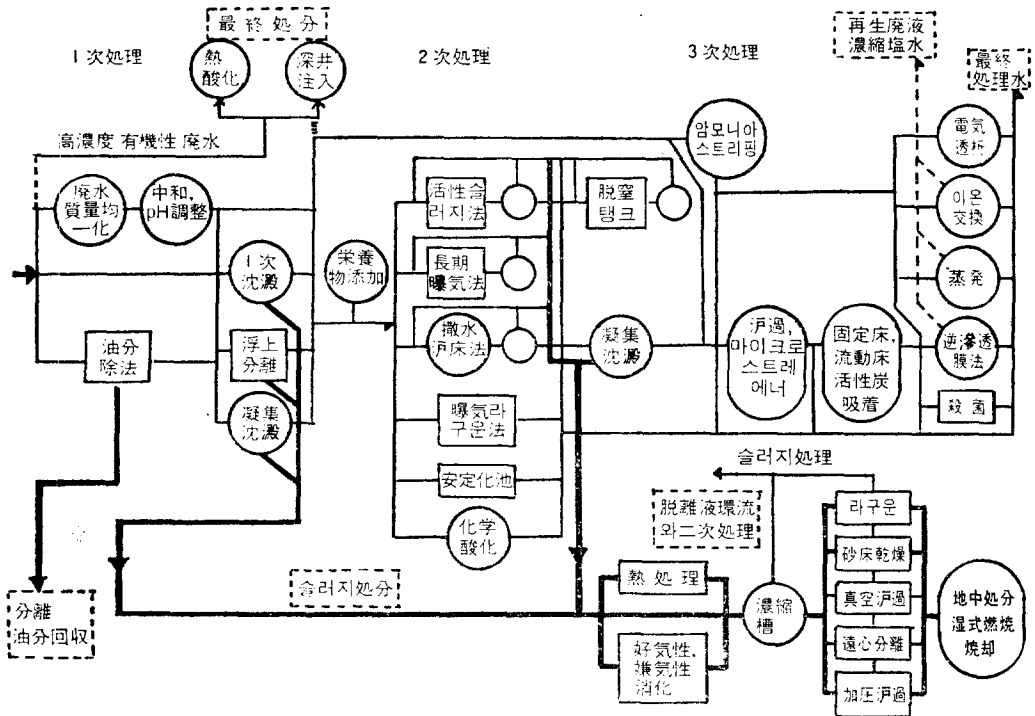 最終処分
1次処理
熱
酸化
深井
注入
2次処理
3次処理
再生廃液
濃縮塩水
最終
処理水
高濃度 有機性 廃水
廃水
質量均
一化
中和,
pH調整
1次
沈澱
油分
除法
浮上
分離
凝集
沈澱
栄養
物添加
活性슬
러지法
長期
曝気法
撒水
沪床法
曝気라
구운法
安定化池
化学
酸化
脱窒
탱크
凝集
沈澱
암모니아
스트리핑
沪過,
마이크로
스트레
에너
固定床,
流動床
活性炭
吸着
電気
透析
이온
交換
蒸発
逆滲透
膜法
殺菌
分離
油分回収
슬러지処分
슬러지処理
脱離液環流
와二次処理
熱処理
好気性,
嫌気性
消化
濃縮
槽
라구운
砂床乾燥
真空沪過
遠心分離
加圧沪過
地中処分
湿式燃焼
焼却